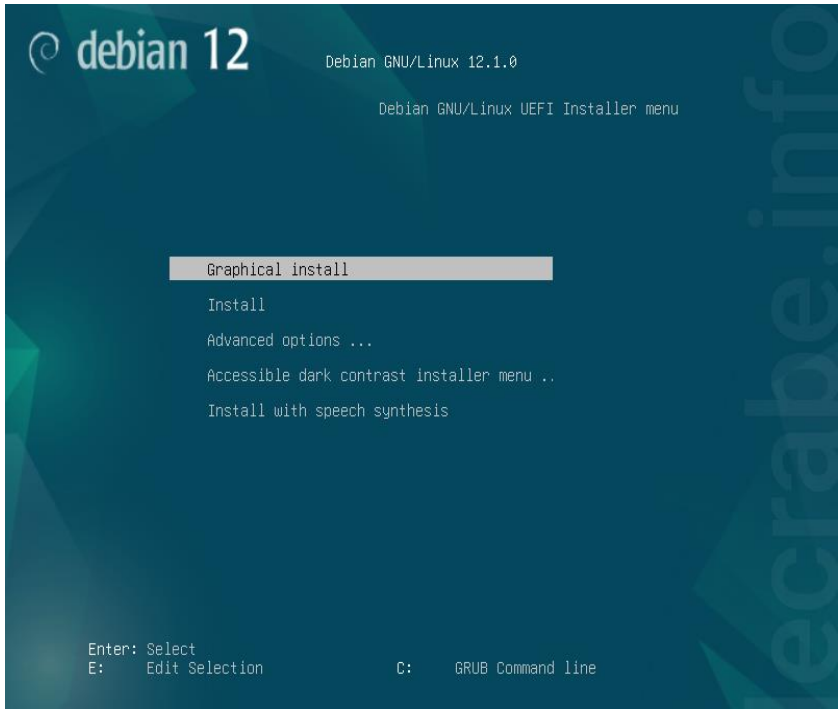 debian 12
Debian GNU/Linux 12.1.0
Debian GNU/Linux UEFI Installer menu
Graphical install
Install
Advanced options ...
Accessible dark contrast installer menu ..
Install with speech synthesis
Enter: Select
E: Edit Selection C: GRUB Command line
lecrabe.info